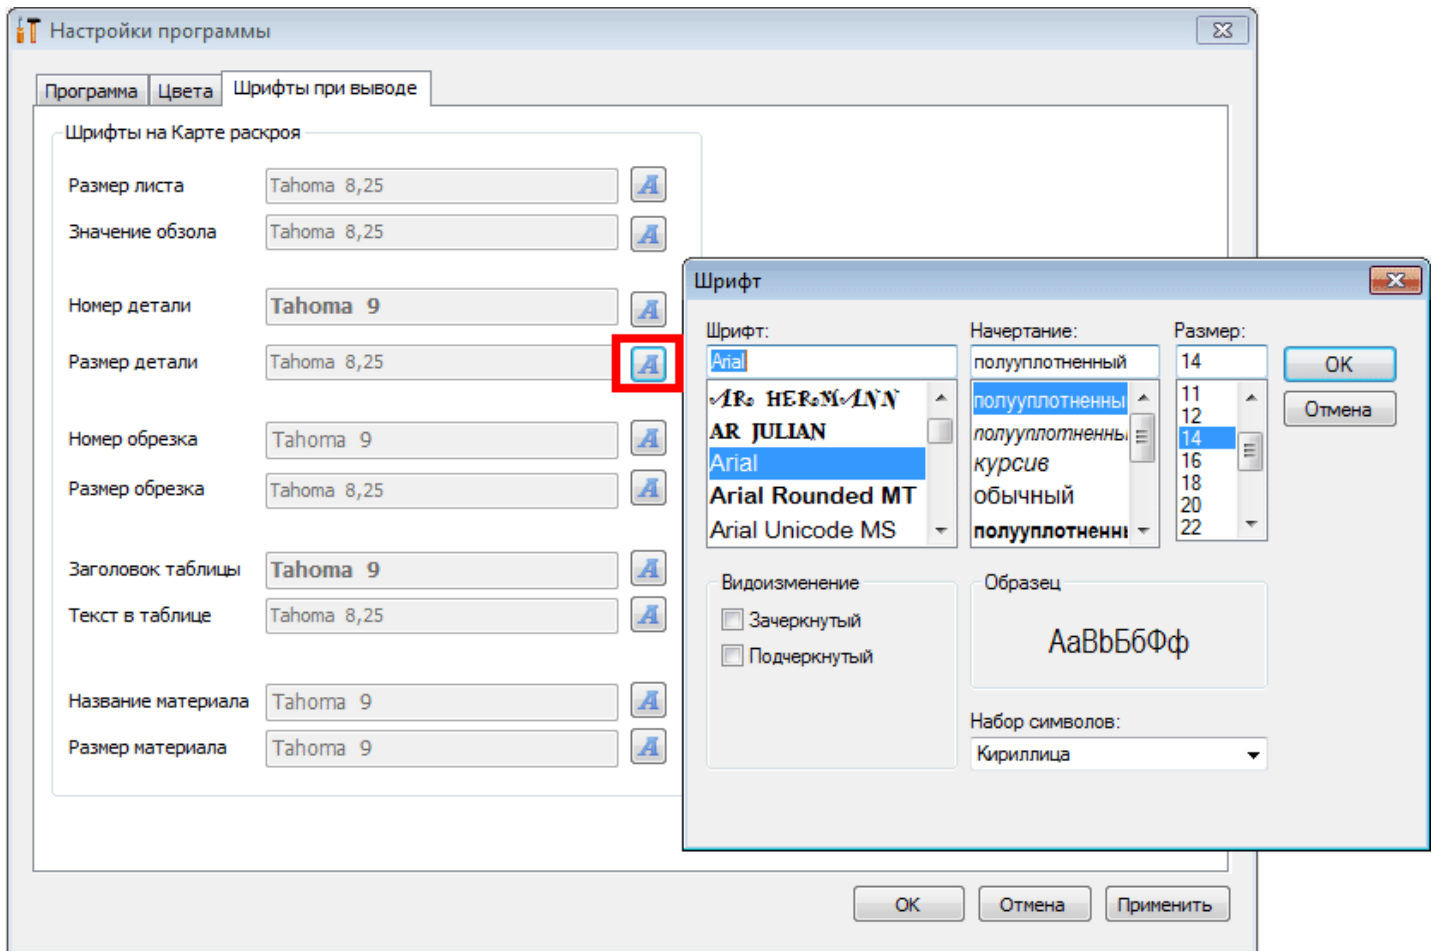 Настройки программы
Программа Цвета Шрифты при выводе
Шрифты на Карте раскроя
Размер листа Tahoma 8,25
Значение обзола Tahoma 8,25
Номер детали Tahoma 9
Размер детали Tahoma 8,25
Номер обрезка Tahoma 9
Размер обрезка Tahoma 8,25
Заголовок таблицы Tahoma 9
Текст в таблице Tahoma 8,25
Название материала Tahoma 9
Размер материала Tahoma 9
OK Отмена Применить
Шрифт
Шрифт: Начертание: Размер:
Arial полууплотненный 14
AR HERMANN
AR JULIAN
Arial
Arial Rounded MT
Arial Unicode MS
полууплотненны
полууплотненны
курсив
обычный
полууплотненны
11
12
14
16
18
20
22
OK
Отмена
Видоизменение
Зачеркнутый
Подчеркнутый
Образец
АаВbБбФф
Набор символов:
Кириллица